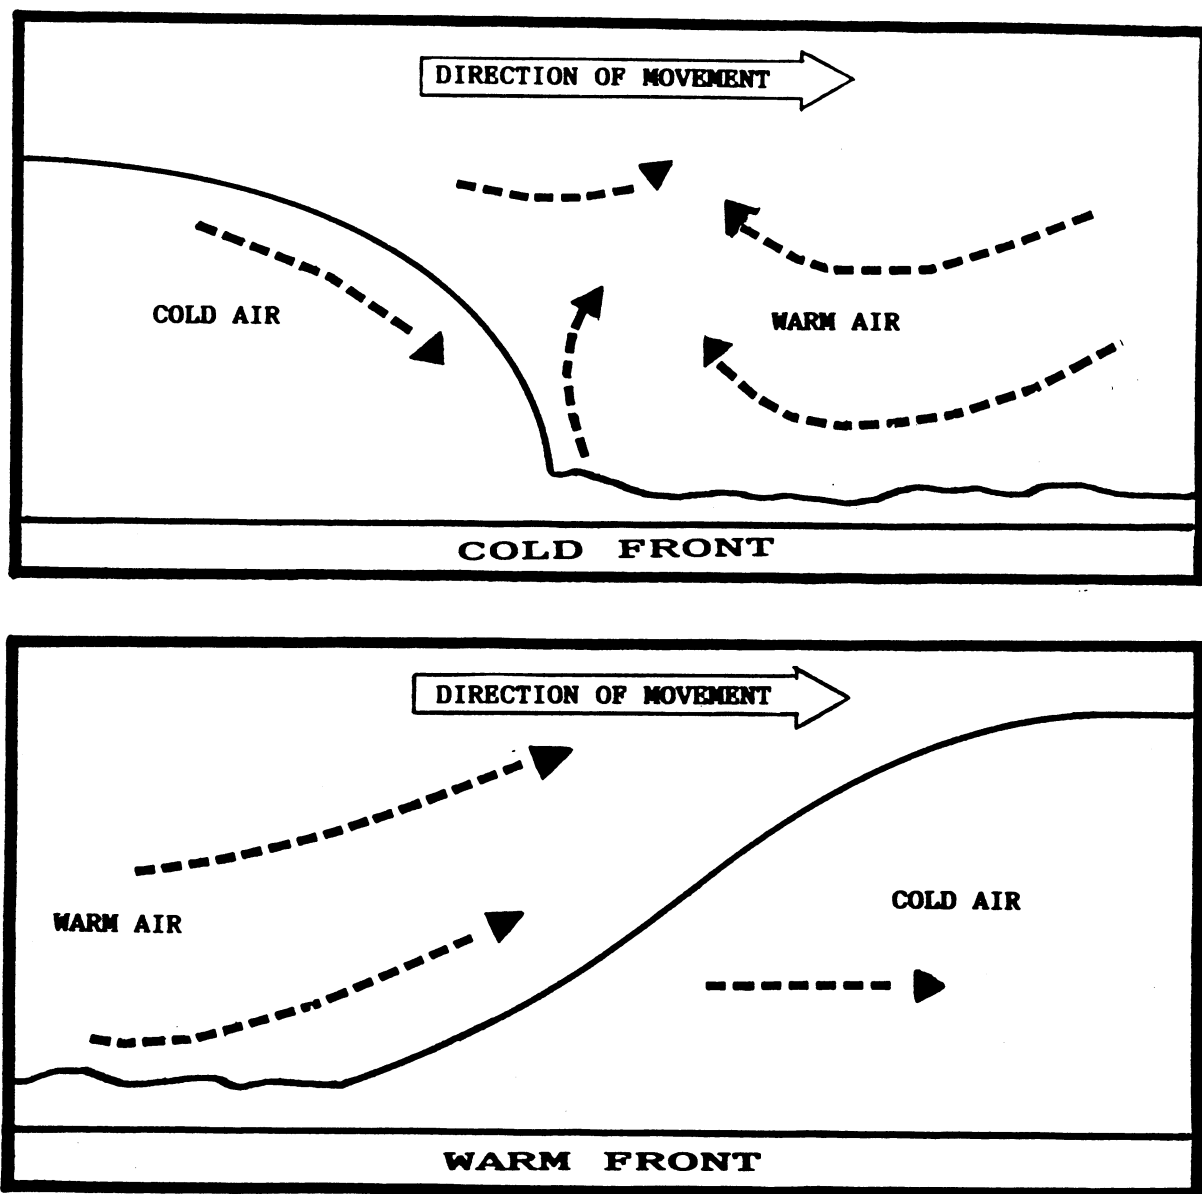 DIRECTION OF MOVEMENT
COLD AIR
WARM AIR
COLD FRONT
DIRECTION OF MOVEMENT
WARM AIR
COLD AIR
WARM FRONT